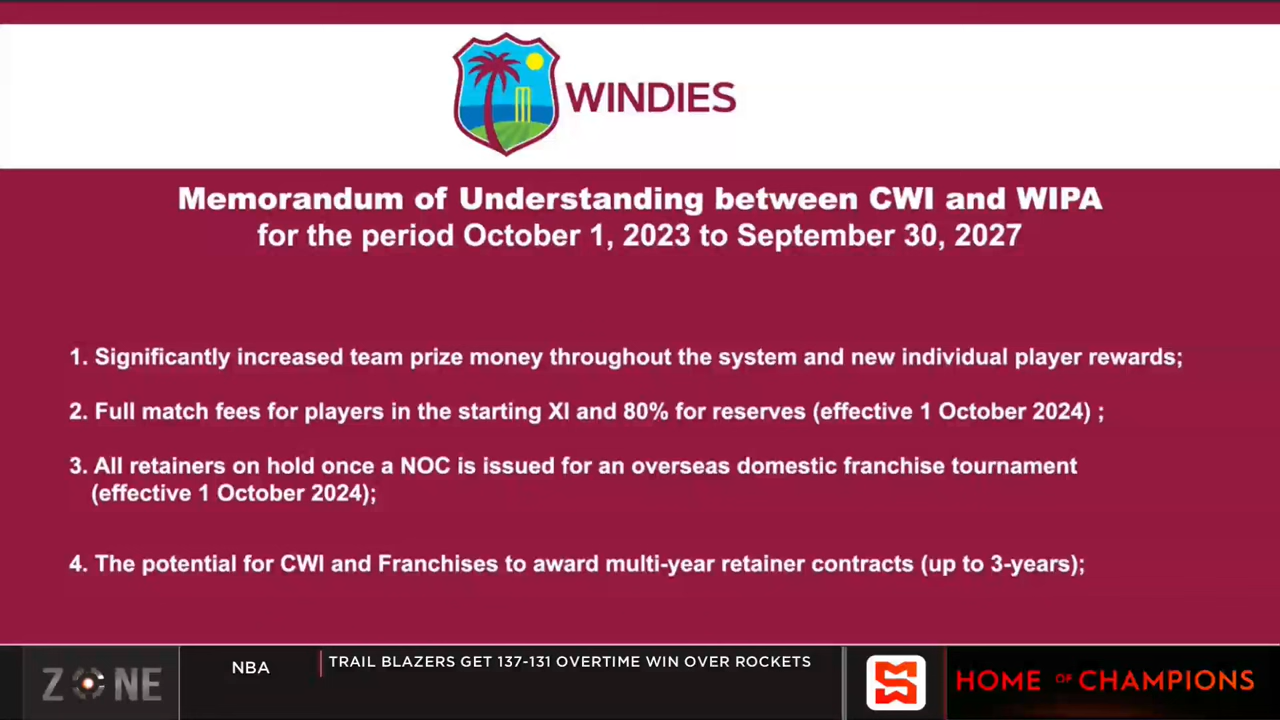 WINDIES
Memorandum of Understanding between CWI and WIPA
for the period October 1, 2023 to September 30, 2027
1. Significantly increased team prize money throughout the system and new individual player rewards;
2. Full match fees for players in the starting XI and 80% for reserves (effective 1 October 2024) ;
3. All retainers on hold once a NOC is issued for an overseas domestic franchise tournament
(effective 1 October 2024);
4. The potential for CWI and Franchises to award multi-year retainer contracts (up to 3-years);
ZONE
NBA
TRAIL BLAZERS GET 137-131 OVERTIME WIN OVER ROCKETS
HOME OF CHAMPIONS